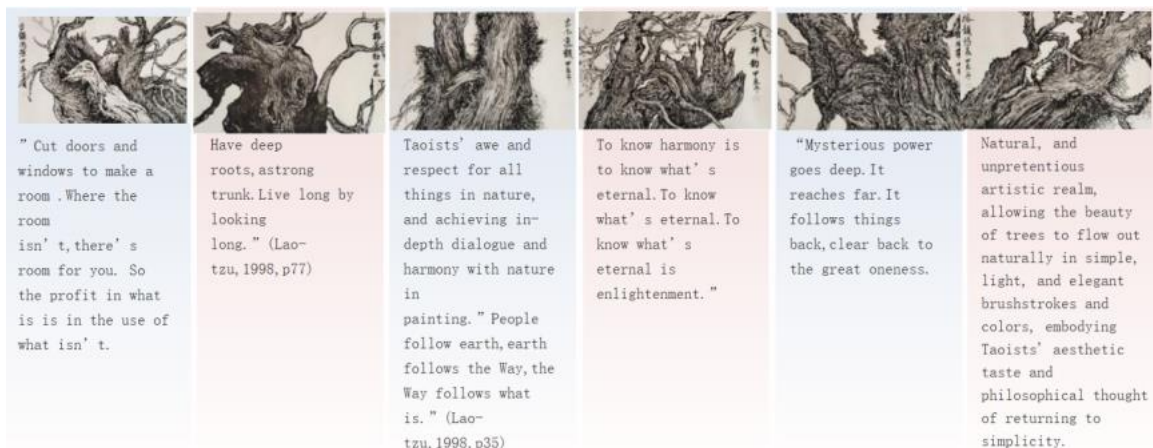 " Cut doors and
windows to make a
room .Where the
room
isn't,there's
room for you. So
the profit in what
is is in the use of
what isn't.
Have deep
roots,astrong
trunk.Live long by
looking
long."(Lao-
tzu,1998,p77)
Taoists' awe and
respect for all
things in nature,
and achieving in-
depth dialogue and
harmony with nature
in
painting."People
follow earth,earth
follows the Way,the
Way follows what
is."(Lao-
tzu,1998,p35)
To know harmony is
to know what's
eternal.To know
what's eternal.To
know what's
eternal is
enlightenment."
"Mysterious power
goes deep.It
reaches far.It
follows things
back,clear back to
the great oneness.
Natural, and
unpretentious
artistic realm,
allowing the beauty
of trees to flow out
naturally in simple,
light, and elegant
brushstrokes and
colors, embodying
Taoists' aesthetic
taste and
philosophical thought
of returning to
simplicity.